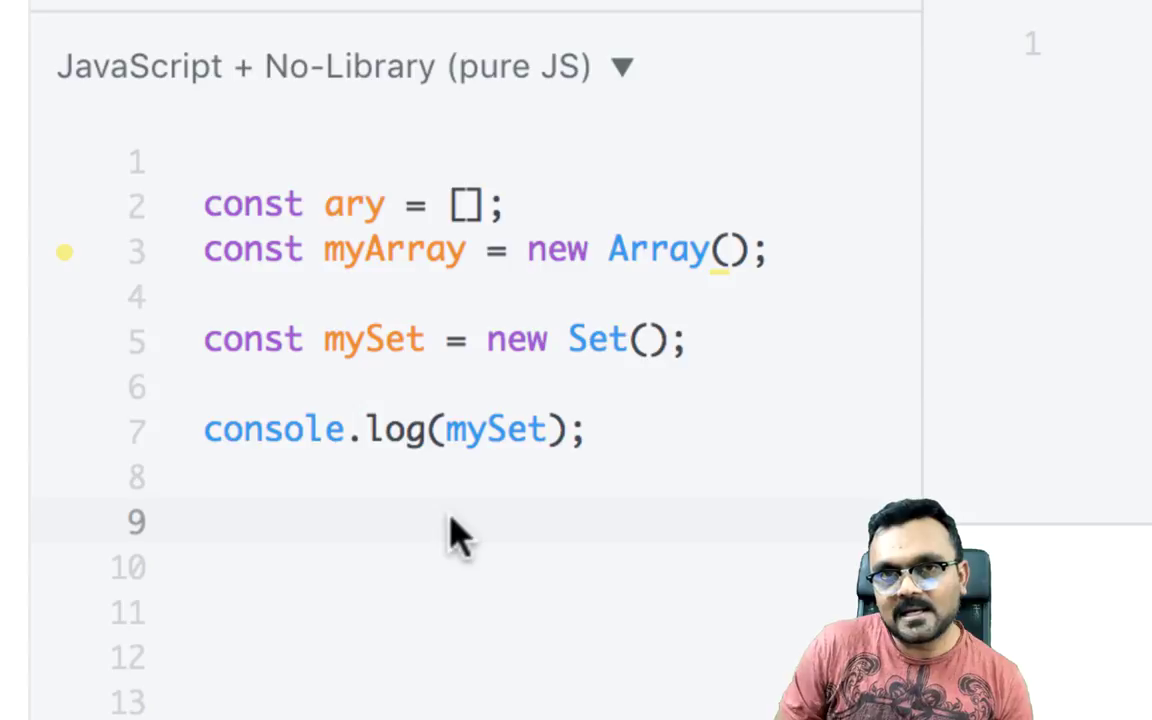 JavaScript + No-Library (pure JS) ▼
1
1
2 const ary = [];
3 const myArray = new Array();
4
5 const mySet = new Set();
6
7 console.log(mySet);
8
9
10
11
12
13